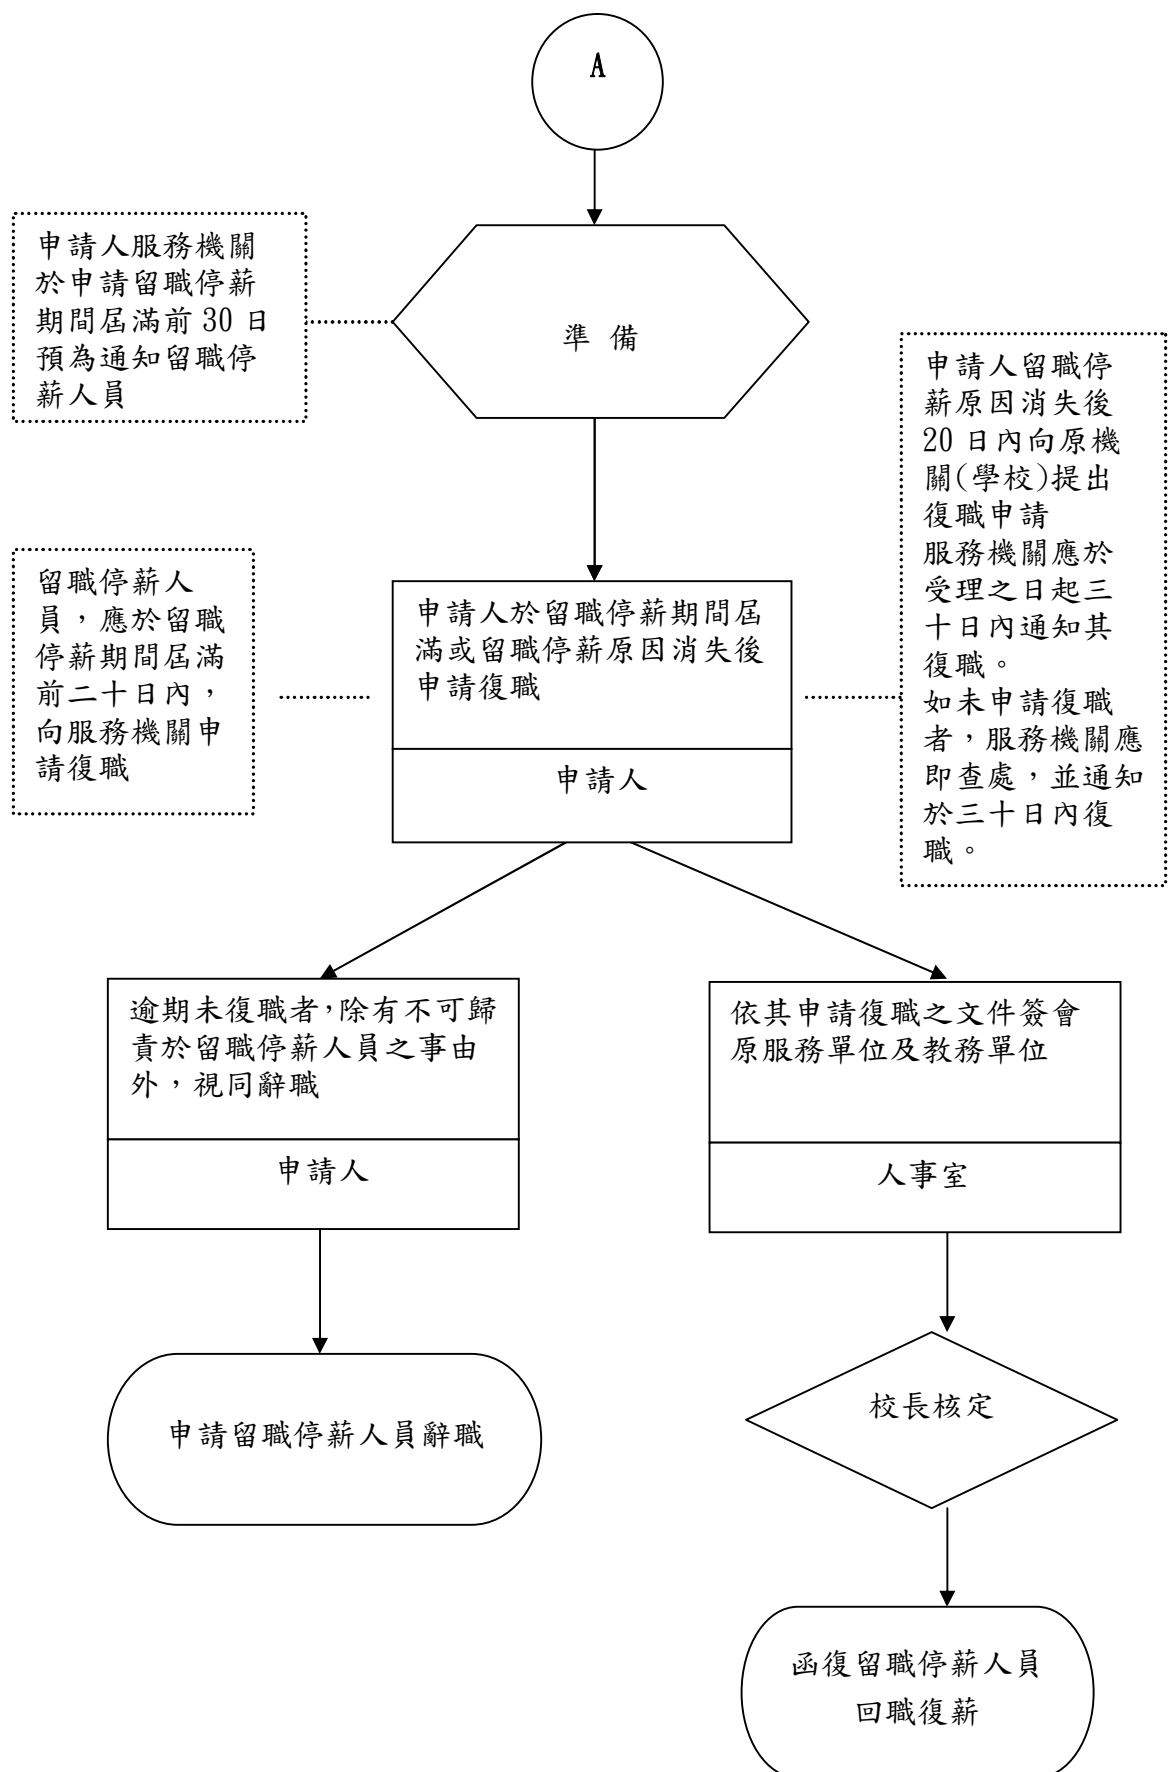 A
申請人服務機關
於申請留職停薪
期間屆滿前30日
預為通知留職停
薪人員
準 備
申請人留職停
薪原因消失後
20日內向原機
關(學校)提出
復職申請
服務機關應於
受理之日起三
十日內通知其
復職。
如未申請復職
者，服務機關應
即查處，並通知
於三十日內復
職。
留職停薪人
員，應於留職
停薪期間屆滿
前二十日內，
向服務機關申
請復職
申請人於留職停薪期間屆
滿或留職停薪原因消失後
申請復職
申請人
逾期未復職者，除有不可歸
責於留職停薪人員之事由
外，視同辭職
申請人
依其申請復職之文件簽會
原服務單位及教務單位
人事室
申請留職停薪人員辭職
校長核定
函復留職停薪人員
回職復薪